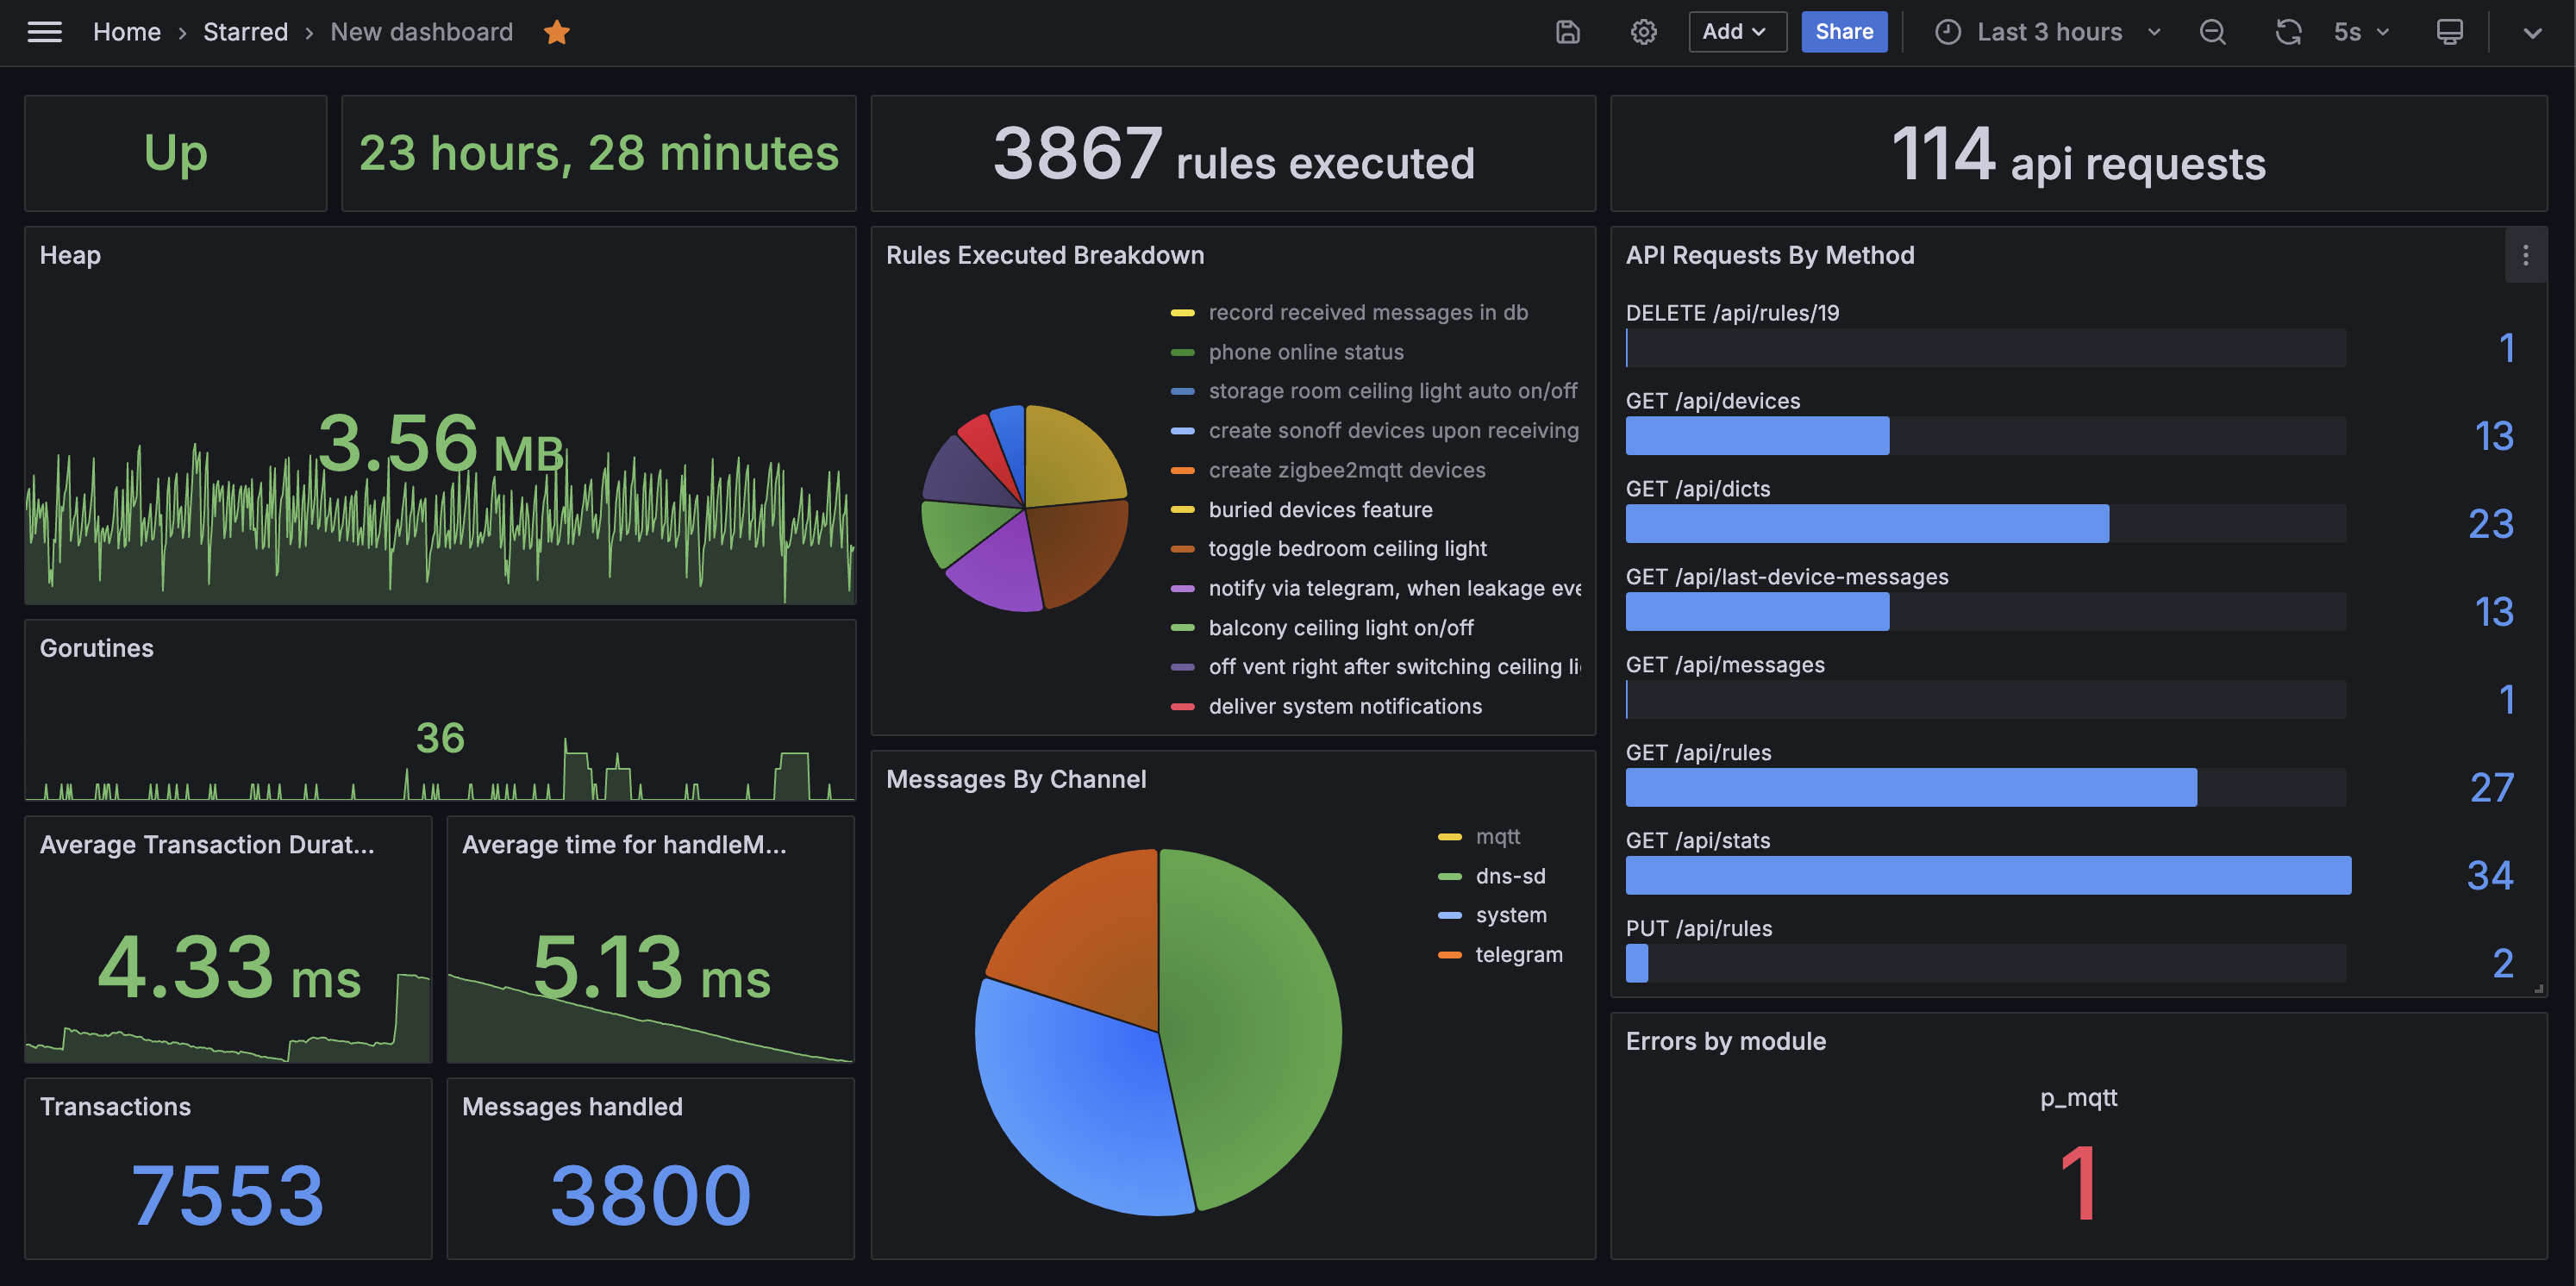 Home › Starred › New dashboard
Add
Share
Last 3 hours
5s
Up
23 hours, 28 minutes
3867 rules executed
114 api requests
Heap
3.56 MB
Gorutines
36
Average Transaction Durat...
4.33 ms
Average time for handleM...
5.13 ms
Transactions
7553
Messages handled
3800
Rules Executed Breakdown
record received messages in db
phone online status
storage room ceiling light auto on/off
create sonoff devices upon receiving
create zigbee2mqtt devices
buried devices feature
toggle bedroom ceiling light
notify via telegram, when leakage eve
balcony ceiling light on/off
off vent right after switching ceiling li
deliver system notifications
Messages By Channel
mqtt
dns-sd
system
telegram
API Requests By Method
DELETE /api/rules/19
1
GET /api/devices
13
GET /api/dicts
23
GET /api/last-device-messages
13
GET /api/messages
1
GET /api/rules
27
GET /api/stats
34
PUT /api/rules
2
Errors by module
p_mqtt
1